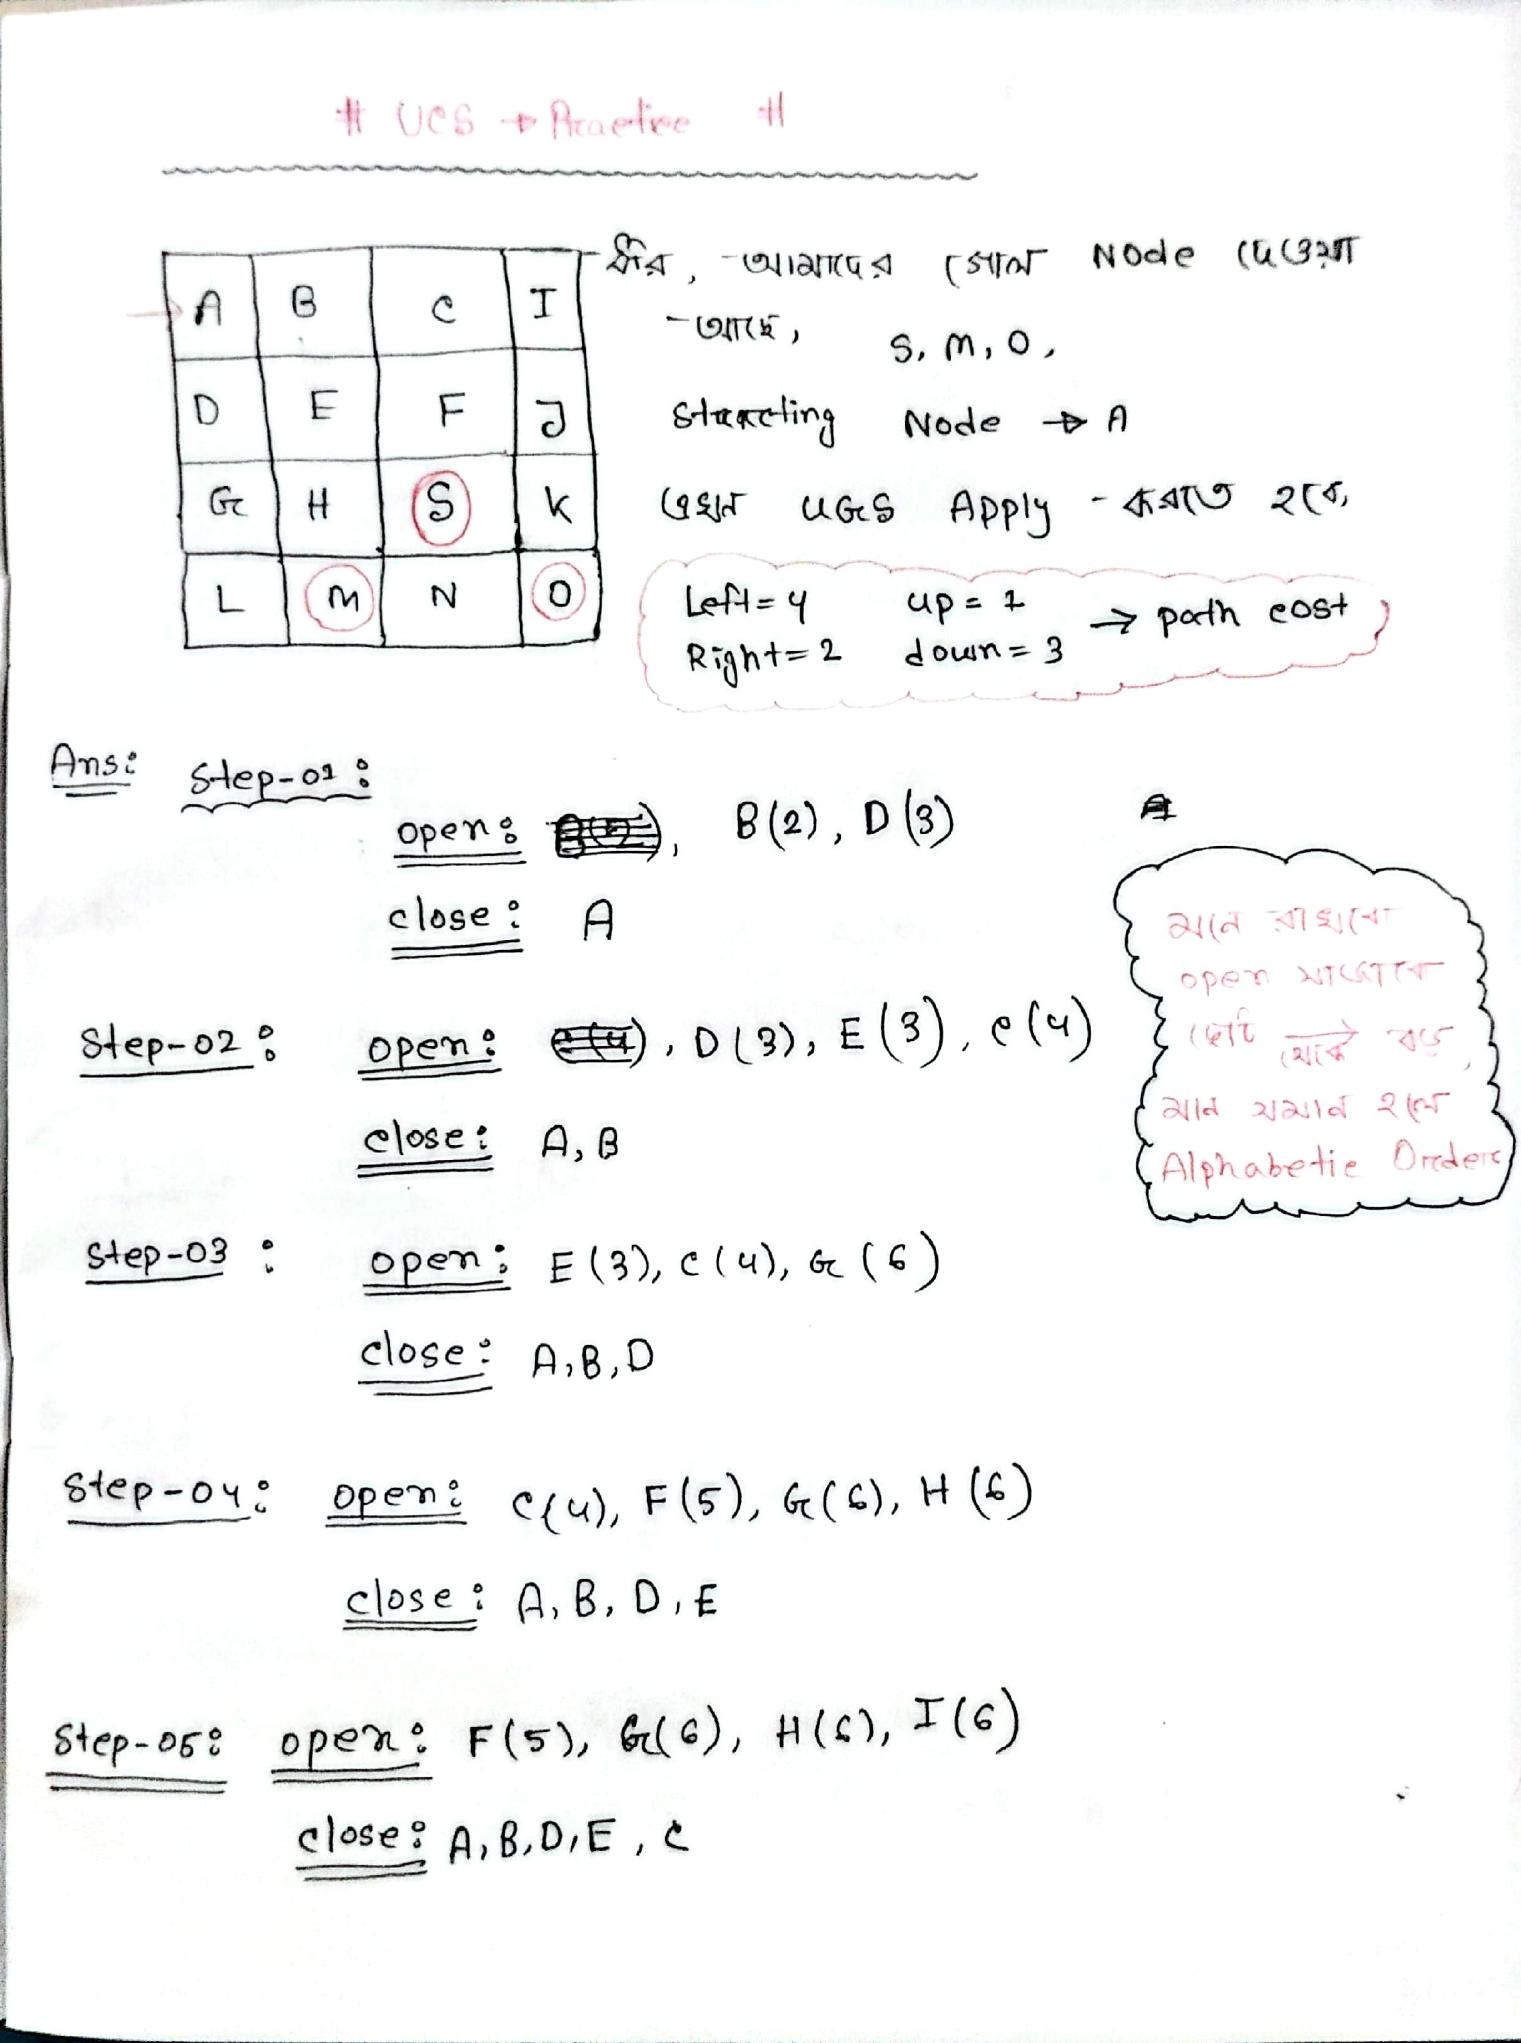 # UCS → Practice #
A B C I
D E F J
G H S K
L M N O
ধরি, আমাদের গোল Node দেওয়া
আছে, S, M, O,
Starting Node → A
এখন UCS Apply করতে হবে,
Left = 4 up = 1 → path cost
Right = 2 down = 3
Ans: Step-01:
open: B(2), D(3)
close: A
মনে রাখবো
open সাজাবো
ছোট থেকে বড়,
মান সমান হলে
Alphabetic Order
Step-02: open: , D(3), E(3), C(4)
close: A, B
Step-03: open: E(3), C(4), G(6)
close: A, B, D
Step-04: open: C(4), F(5), G(6), H(6)
close: A, B, D, E
Step-05: open: F(5), G(6), H(6), I(6)
close: A, B, D, E, C